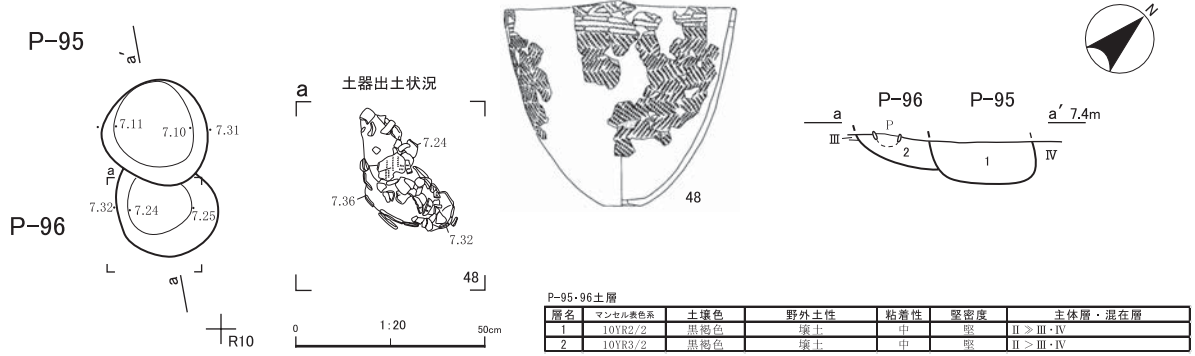 P-95
a′
7.11
7.10
7.31
a
7.32
7.24
7.25
P-96
a
R10
a
土器出土状況
7.24
7.36
7.32
48
0
1:20
50cm
48
N
P-96
P-95
a
a′ 7.4m
P
Ⅲ
2
1
Ⅳ
P-95・96土層
層名 マンセル表色系 土壌色 野外土性 粘着性 堅密度 主体層・混在層
1 10YR2/2 黒褐色 壌土 中 堅 Ⅱ≫Ⅲ・Ⅳ
2 10YR3/2 黒褐色 壌土 中 堅 Ⅱ≫Ⅲ・Ⅳ